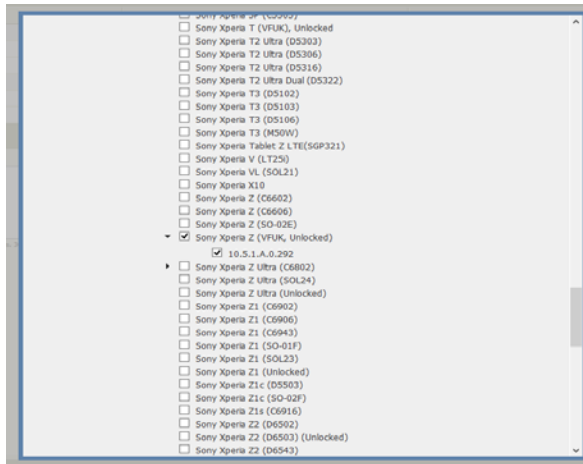 Sony Xperia SP (C5303)
Sony Xperia T (VFUK), Unlocked
Sony Xperia T2 Ultra (D5303)
Sony Xperia T2 Ultra (D5306)
Sony Xperia T2 Ultra (D5316)
Sony Xperia T2 Ultra Dual (D5322)
Sony Xperia T3 (D5102)
Sony Xperia T3 (D5103)
Sony Xperia T3 (D5106)
Sony Xperia T3 (M50W)
Sony Xperia Tablet Z LTE(SGP321)
Sony Xperia V (LT25i)
Sony Xperia VL (SOL21)
Sony Xperia X10
Sony Xperia Z (C6602)
Sony Xperia Z (C6606)
Sony Xperia Z (SO-02E)
Sony Xperia Z (VFUK, Unlocked)
10.5.1.A.0.292
Sony Xperia Z Ultra (C6802)
Sony Xperia Z Ultra (SOL24)
Sony Xperia Z Ultra (Unlocked)
Sony Xperia Z1 (C6902)
Sony Xperia Z1 (C6906)
Sony Xperia Z1 (C6943)
Sony Xperia Z1 (SO-01F)
Sony Xperia Z1 (SOL23)
Sony Xperia Z1 (Unlocked)
Sony Xperia Z1c (D5503)
Sony Xperia Z1c (SO-02F)
Sony Xperia Z1s (C6916)
Sony Xperia Z2 (D6502)
Sony Xperia Z2 (D6503) (Unlocked)
Sony Xperia Z2 (D6543)